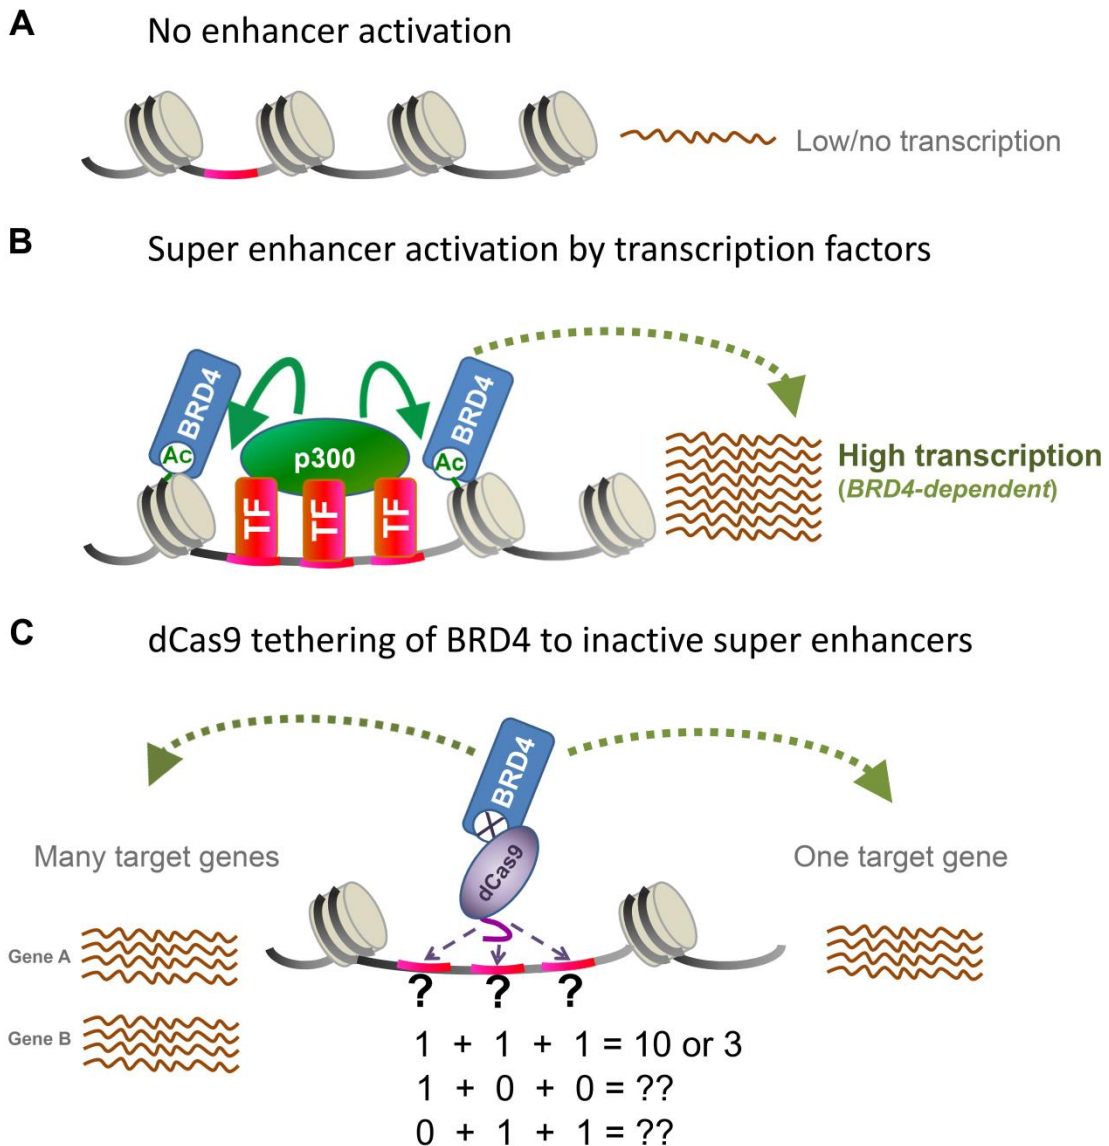 A
No enhancer activation
Low/no transcription
B
Super enhancer activation by transcription factors
BRD4
BRD4
Ac
p300
Ac
TF
TF
TF
High transcription
(BRD4-dependent)
C
dCas9 tethering of BRD4 to inactive super enhancers
BRD4
dCas9
Many target genes
One target gene
Gene A
? ? ?
Gene B
1 + 1 + 1 = 10 or 3
1 + 0 + 0 = ??
0 + 1 + 1 = ??